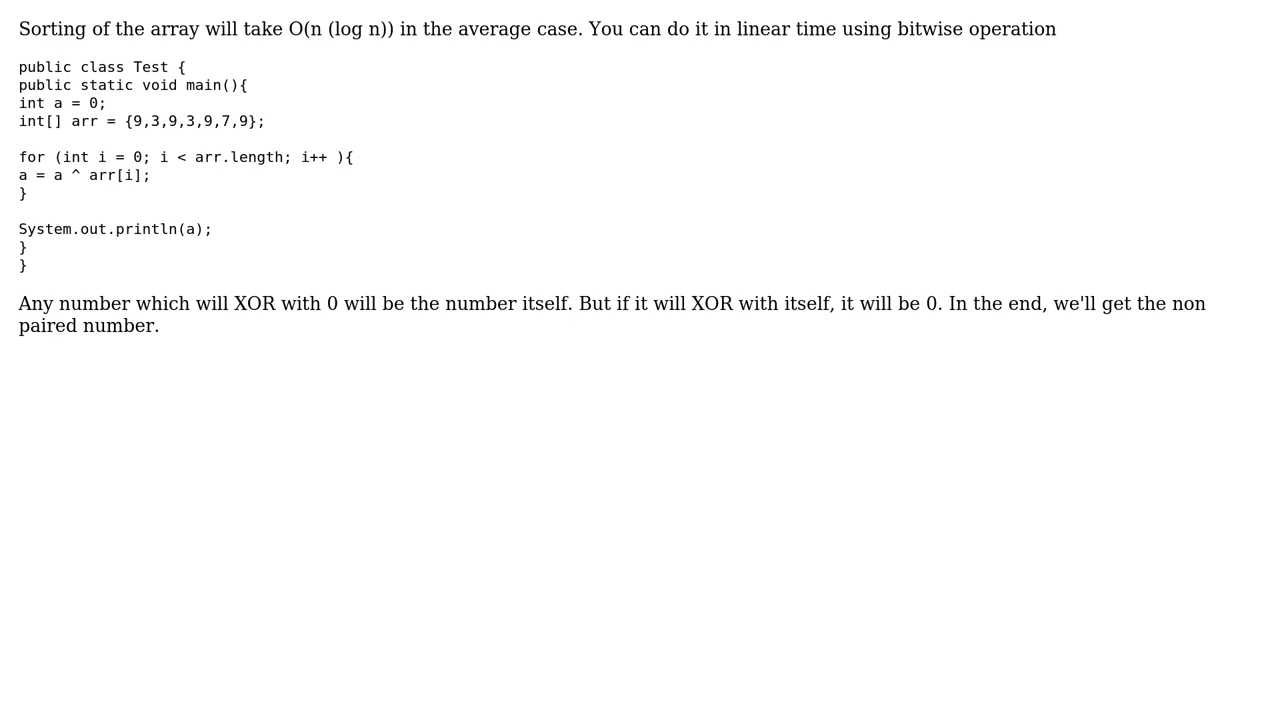 Sorting of the array will take O(n (log n)) in the average case. You can do it in linear time using bitwise operation
public class Test {
public static void main(){
int a = 0;
int[] arr = {9,3,9,3,9,7,9};
for (int i = 0; i < arr.length; i++ ){
a = a ^ arr[i];
}
System.out.println(a);
}
}
Any number which will XOR with 0 will be the number itself. But if it will XOR with itself, it will be 0. In the end, we'll get the non
paired number.